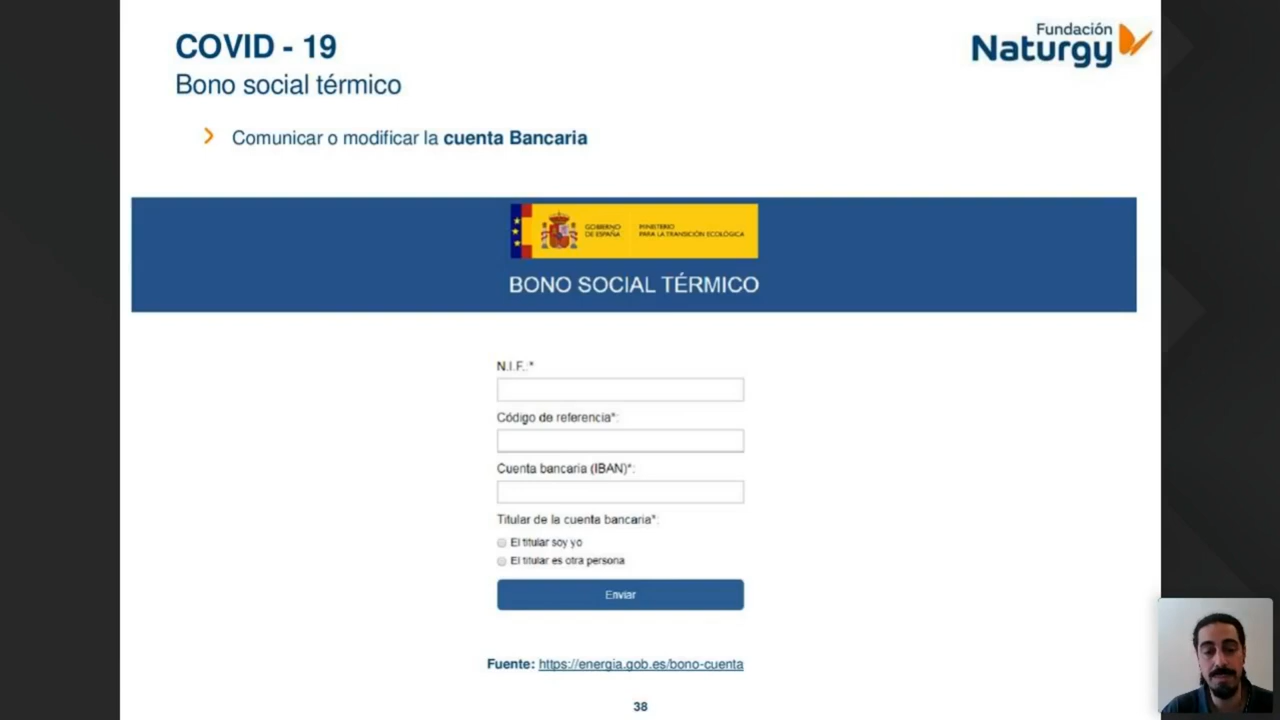 COVID - 19
Fundación
Naturgy
Bono social térmico
Comunicar o modificar la cuenta Bancaria
GOBIERNO
DE ESPAÑA
MINISTERIO
PARA LA TRANSICIÓN ECOLÓGICA
BONO SOCIAL TÉRMICO
N.I.F.:*
Código de referencia*:
Cuenta bancaria (IBAN)*:
Titular de la cuenta bancaria*:
El titular soy yo
El titular es otra persona
Enviar
Fuente: https://energia.gob.es/bono-cuenta
38